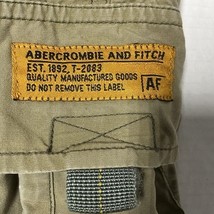 ABERCROMBIE AND FITCH
EST. 1892, T-2083
QUALITY MANUFACTURED GOODS
DO NOT REMOVE THIS LABEL
AF